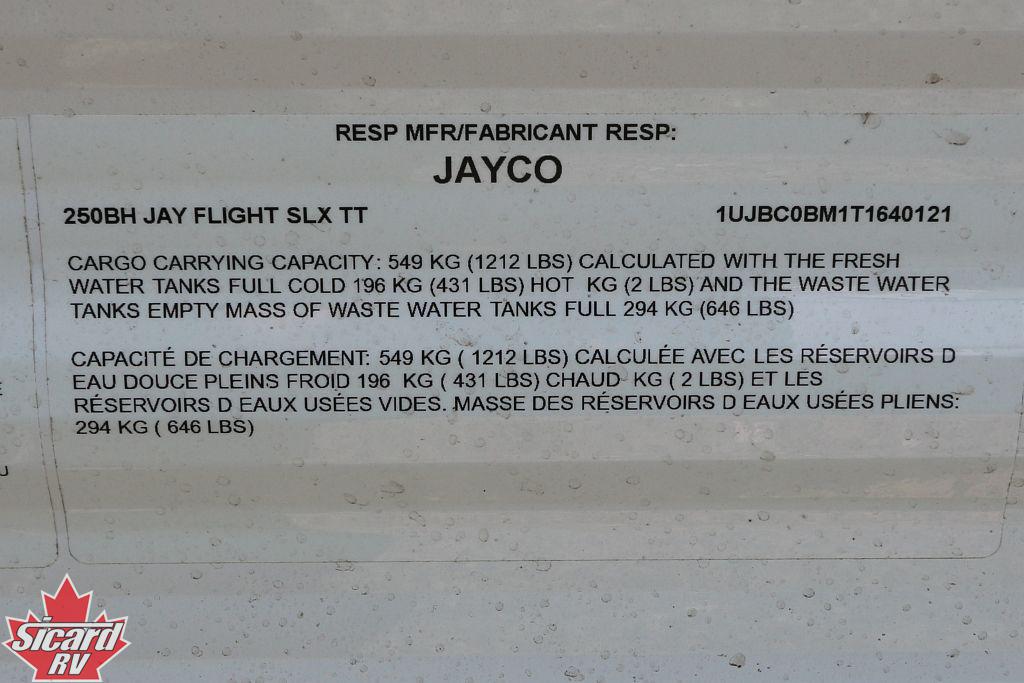 RESP MFR/FABRICANT RESP:
JAYCO
250BH JAY FLIGHT SLX TT 1UJBC0BM1T1640121
CARGO CARRYING CAPACITY: 549 KG (1212 LBS) CALCULATED WITH THE FRESH
WATER TANKS FULL COLD 196 KG (431 LBS) HOT KG (2 LBS) AND THE WASTE WATER
TANKS EMPTY MASS OF WASTE WATER TANKS FULL 294 KG (646 LBS)
CAPACITÉ DE CHARGEMENT: 549 KG ( 1212 LBS) CALCULÉE AVEC LES RÉSERVOIRS D
EAU DOUCE PLEINS FROID 196 KG ( 431 LBS) CHAUD KG ( 2 LBS) ET LES
RÉSERVOIRS D EAUX USÉES VIDES. MASSE DES RÉSERVOIRS D EAUX USÉES PLIENS:
294 KG ( 646 LBS)
Sicard
RV